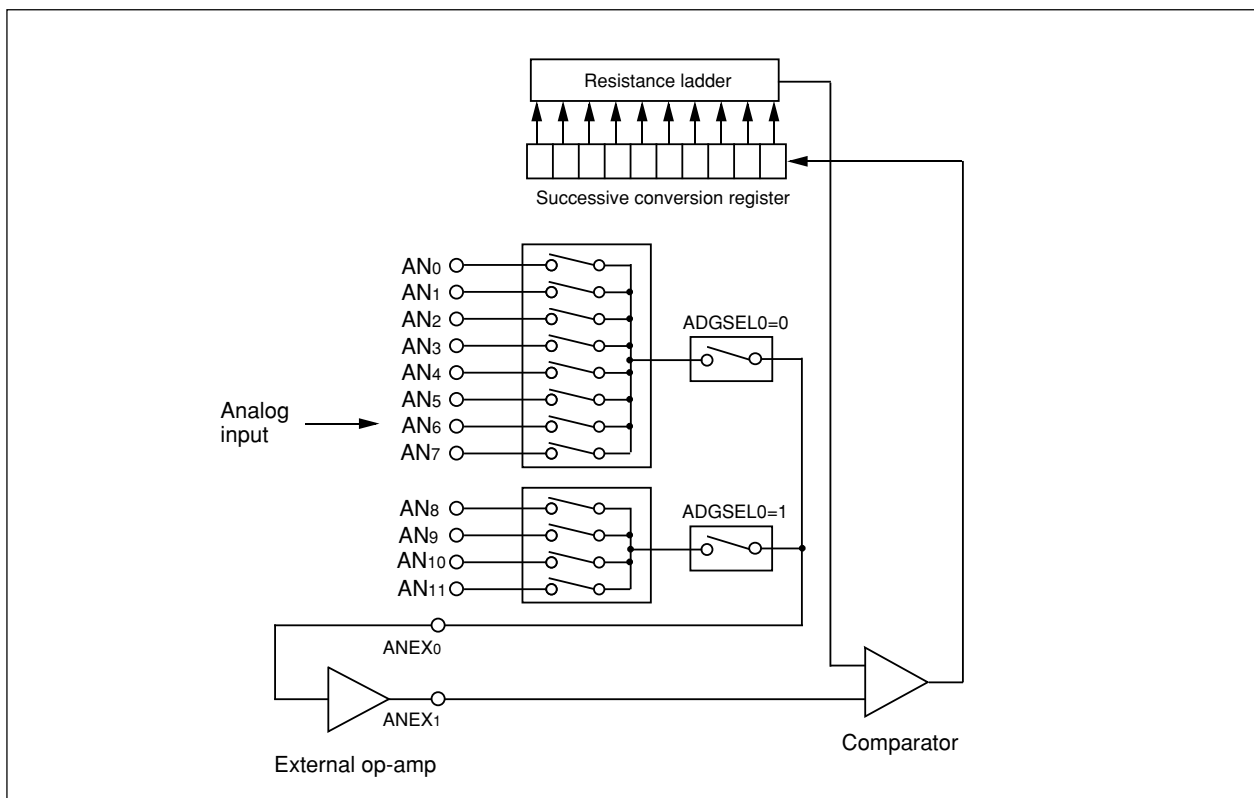 Resistance ladder
Successive conversion register
AN0
AN1
AN2
AN3
AN4
AN5
AN6
AN7
ADGSEL0=0
Analog
input
AN8
AN9
AN10
AN11
ADGSEL0=1
ANEX0
ANEX1
External op-amp
Comparator